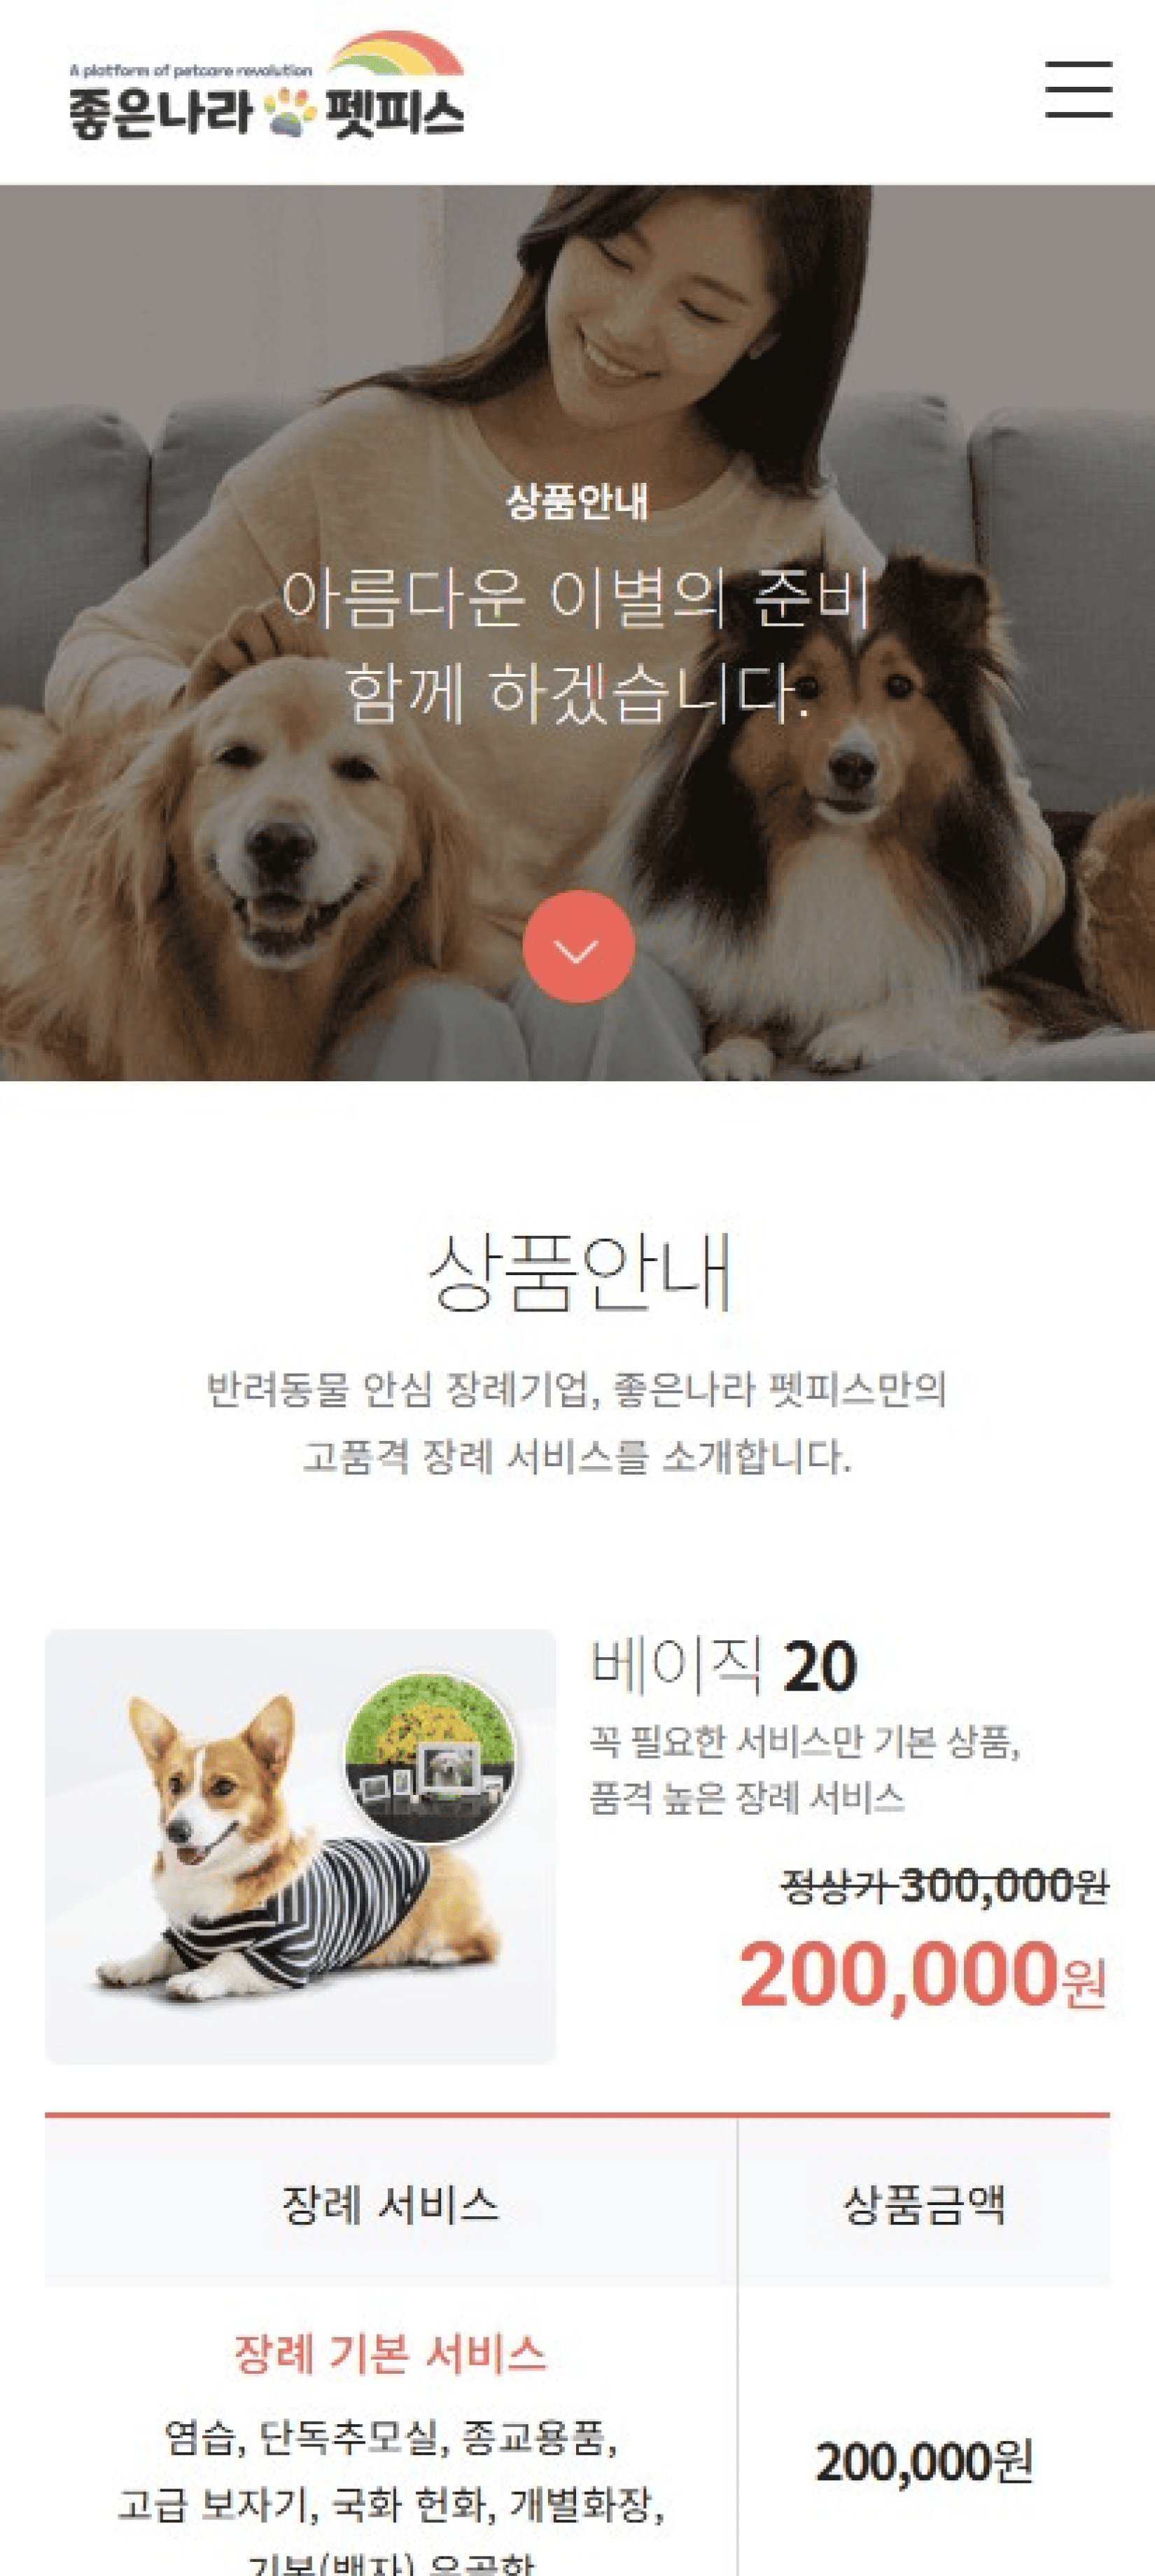 A platform of petcare revolution
좋은나라 펫피스
상품안내
아름다운 이별의 준비
함께 하겠습니다.
상품안내
반려동물 안심 장례기업, 좋은나라 펫피스만의
고품격 장례 서비스를 소개합니다.
베이직 20
꼭 필요한 서비스만 기본 상품,
품격 높은 장례 서비스
정상가 300,000원
200,000원
장례 서비스 상품금액
장례 기본 서비스
염습, 단독추모실, 종교용품,
200,000원
고급 보자기, 국화 헌화, 개별화장,
기본(백자) 유골함